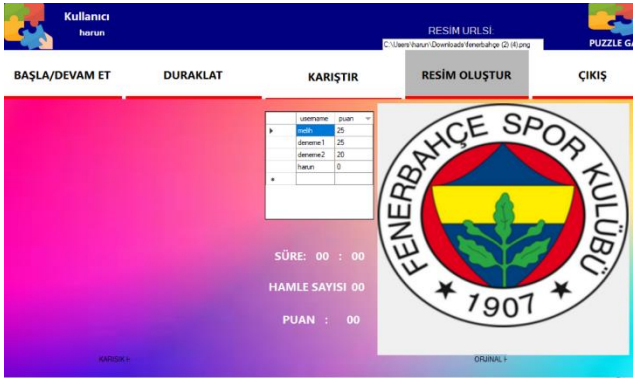 Kullanıcı
harun
RESİM URLSİ:
C:\Users\harun\Downloads\fenerbahçe (2) (4).png
PUZZLE GA
BAŞLA/DEVAM ET
DURAKLAT
KARIŞTIR
RESİM OLUŞTUR
ÇIKIŞ
username puan
melih 25
deneme1 25
deneme2 20
harun 0
FENERBAHÇE SPOR KULÜBÜ
1907
SÜRE: 00 : 00
HAMLE SAYISI 00
PUAN : 00
KARIŞIK
ORJİNAL